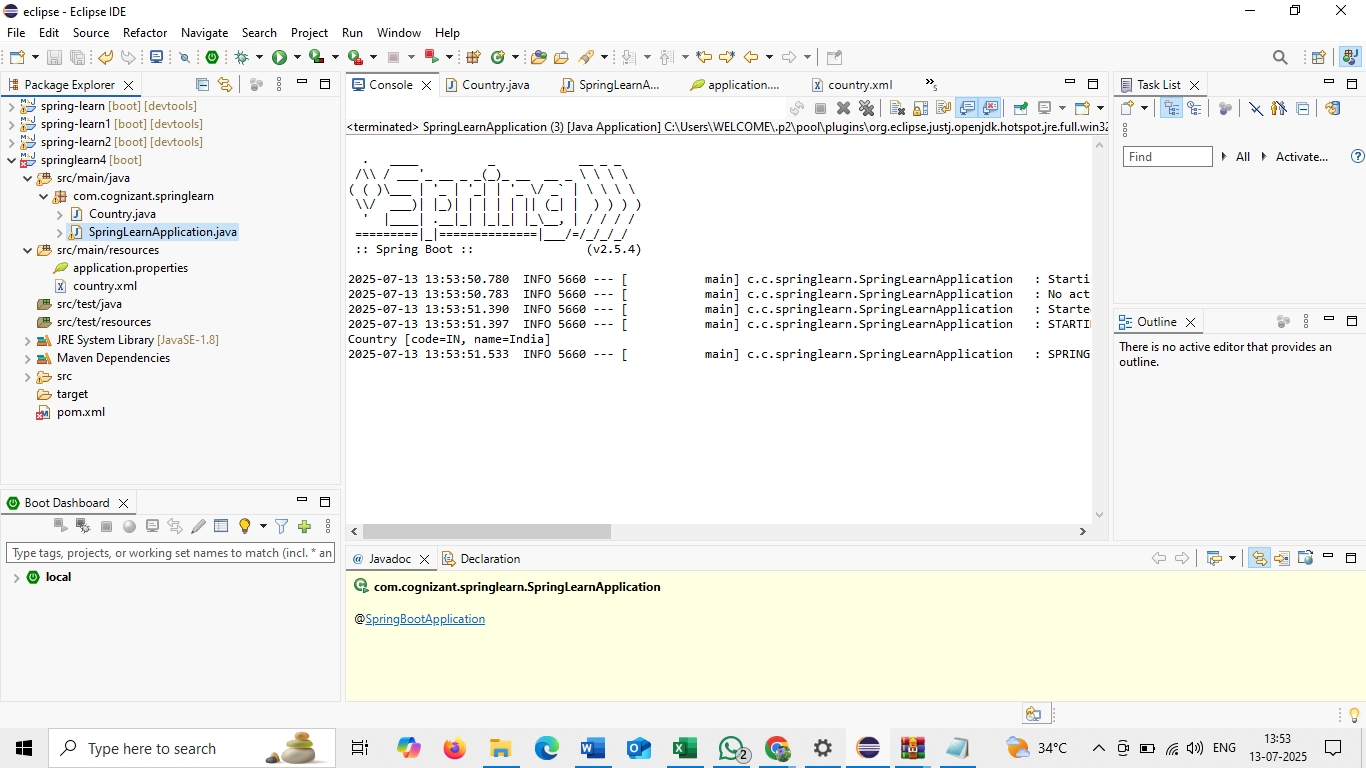 eclipse - Eclipse IDE
File Edit Source Refactor Navigate Search Project Run Window Help
Package Explorer
spring-learn [boot] [devtools]
spring-learn1 [boot] [devtools]
spring-learn2 [boot] [devtools]
springlearn4 [boot]
src/main/java
com.cognizant.springlearn
Country.java
SpringLearnApplication.java
src/main/resources
application.properties
country.xml
src/test/java
src/test/resources
JRE System Library [JavaSE-1.8]
Maven Dependencies
src
target
pom.xml
Boot Dashboard
Type tags, projects, or working set names to match (incl. * an
local
Console Country.java SpringLearnA... application.... country.xml »5
<terminated> SpringLearnApplication (3) [Java Application] C:\Users\WELCOME\.p2\pool\plugins\org.eclipse.justj.openjdk.hotspot.jre.full.win32
Spring
:: Spring Boot :: (v2.5.4)
2025-07-13 13:53:50.780 INFO 5660 --- [ main] c.c.springlearn.SpringLearnApplication : Starti
2025-07-13 13:53:50.783 INFO 5660 --- [ main] c.c.springlearn.SpringLearnApplication : No act
2025-07-13 13:53:51.390 INFO 5660 --- [ main] c.c.springlearn.SpringLearnApplication : Starte
2025-07-13 13:53:51.397 INFO 5660 --- [ main] c.c.springlearn.SpringLearnApplication : STARTI
Country [code=IN, name=India]
2025-07-13 13:53:51.533 INFO 5660 --- [ main] c.c.springlearn.SpringLearnApplication : SPRING
@ Javadoc Declaration
com.cognizant.springlearn.SpringLearnApplication
@SpringBootApplication
Task List
Find All Activate...
Outline
There is no active editor that provides an
outline.
Type here to search
2
34°C
ENG
13:53
13-07-2025